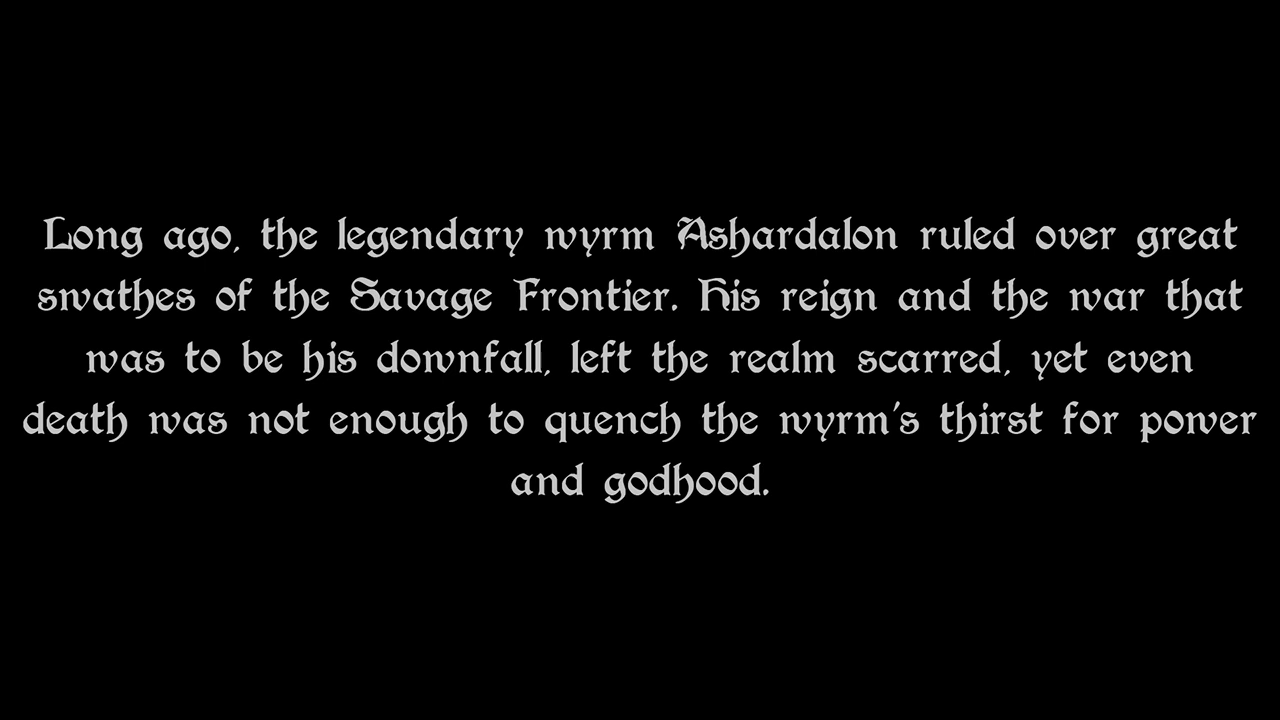 Long ago, the legendary wyrm Ashardalon ruled over great
swathes of the Savage Frontier. His reign and the war that
was to be his downfall, left the realm scarred, yet even
death was not enough to quench the wyrm's thirst for power
and godhood.